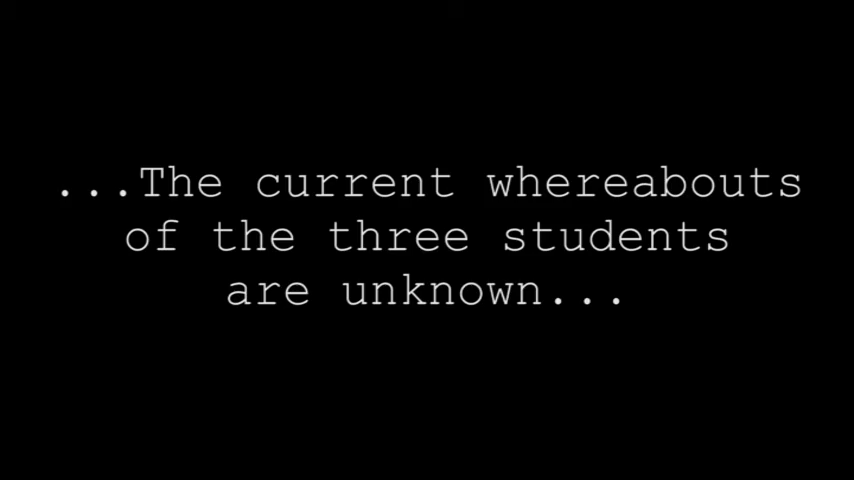 ...The current whereabouts
of the three students
are unknown...